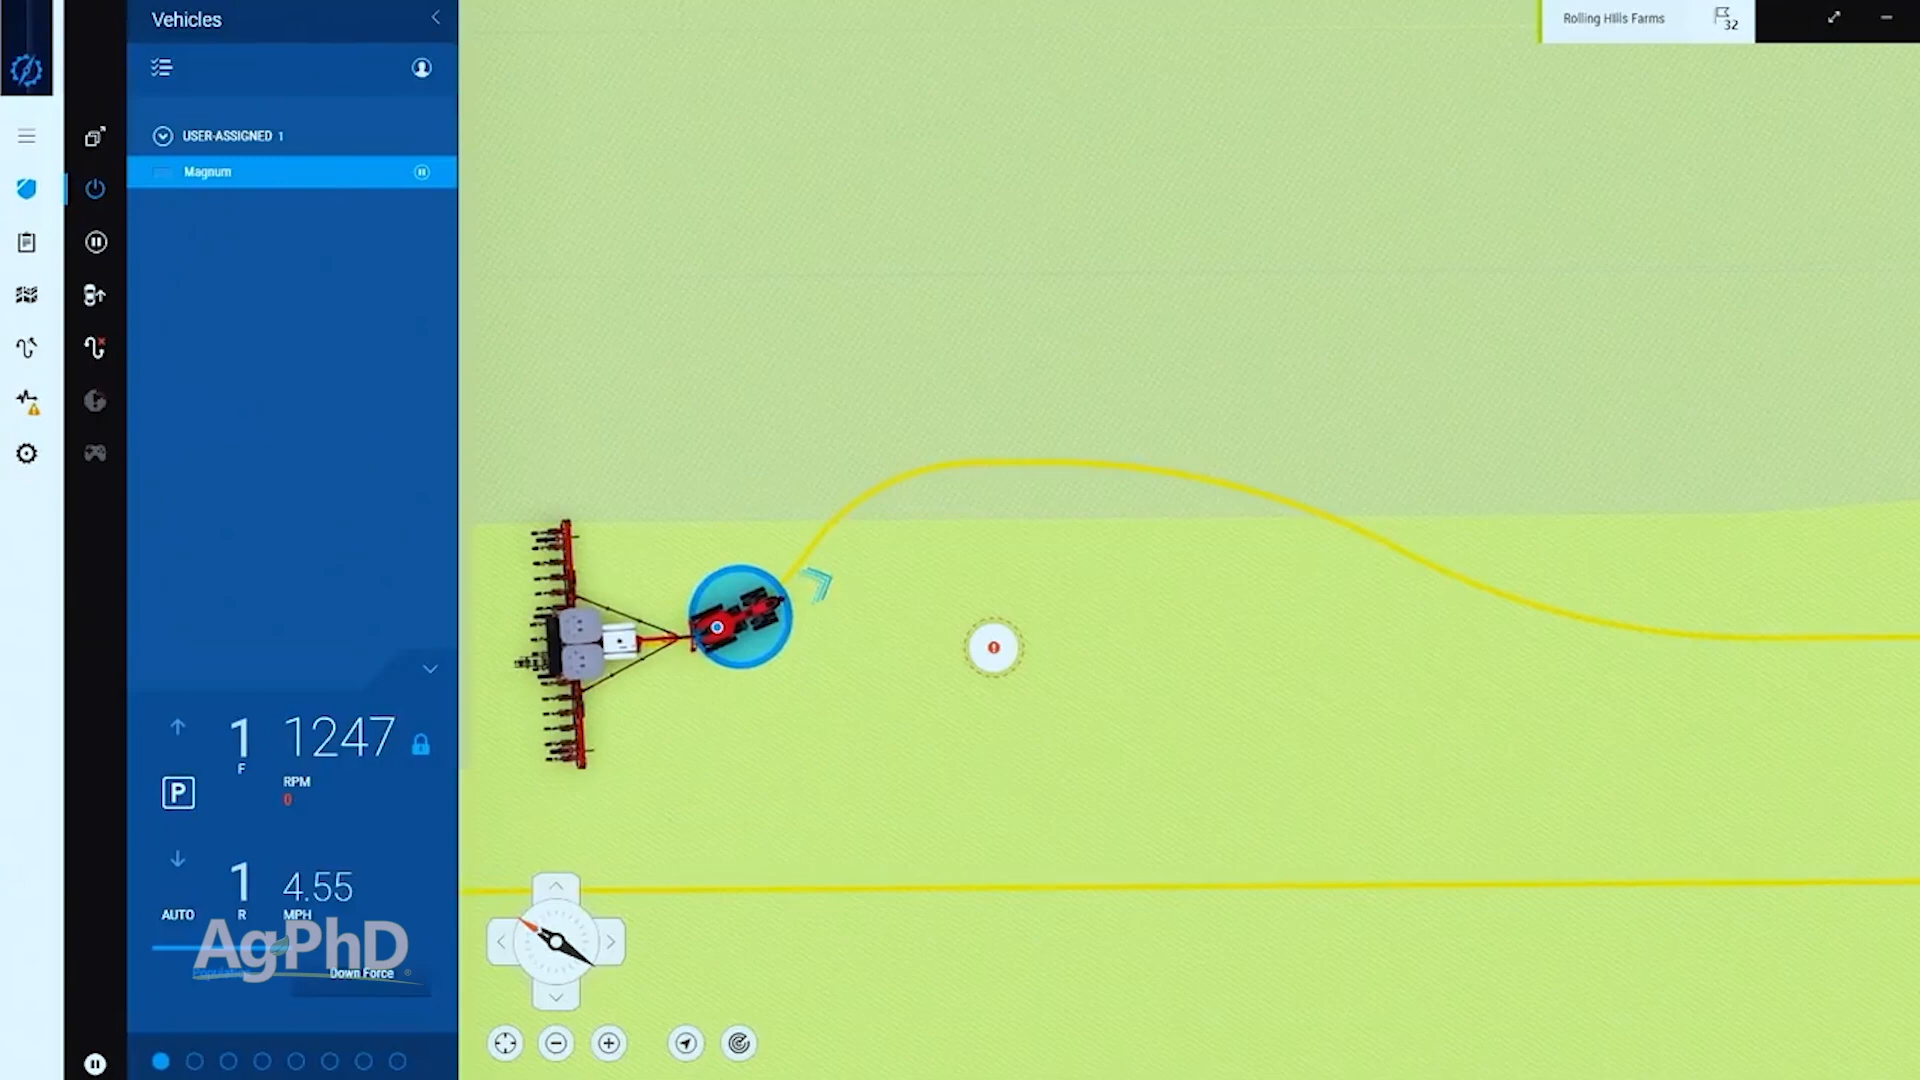 Vehicles
Rolling Hills Farms
32
USER-ASSIGNED 1
Magnum
1
F
1247
RPM
0
P
1
R
4.55
MPH
AUTO
AgPhD
®
Population
Down Force